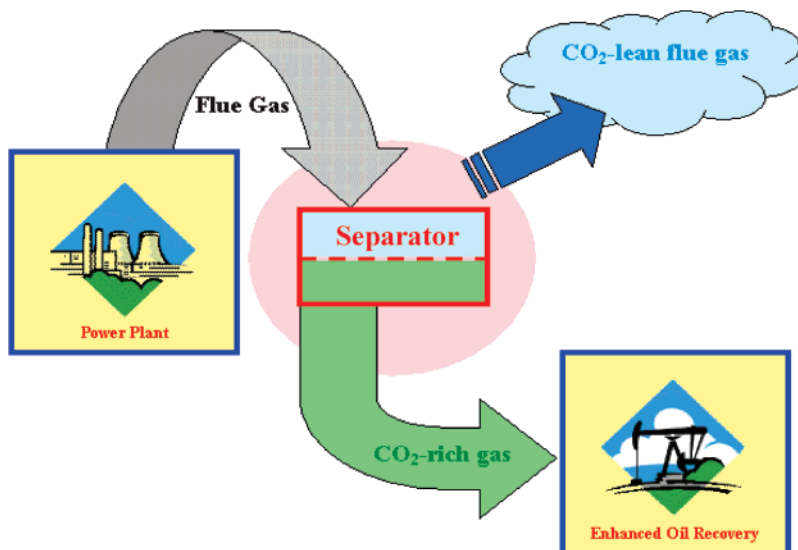 CO₂-lean flue gas
Flue Gas
Separator
Power Plant
CO₂-rich gas
Enhanced Oil Recovery